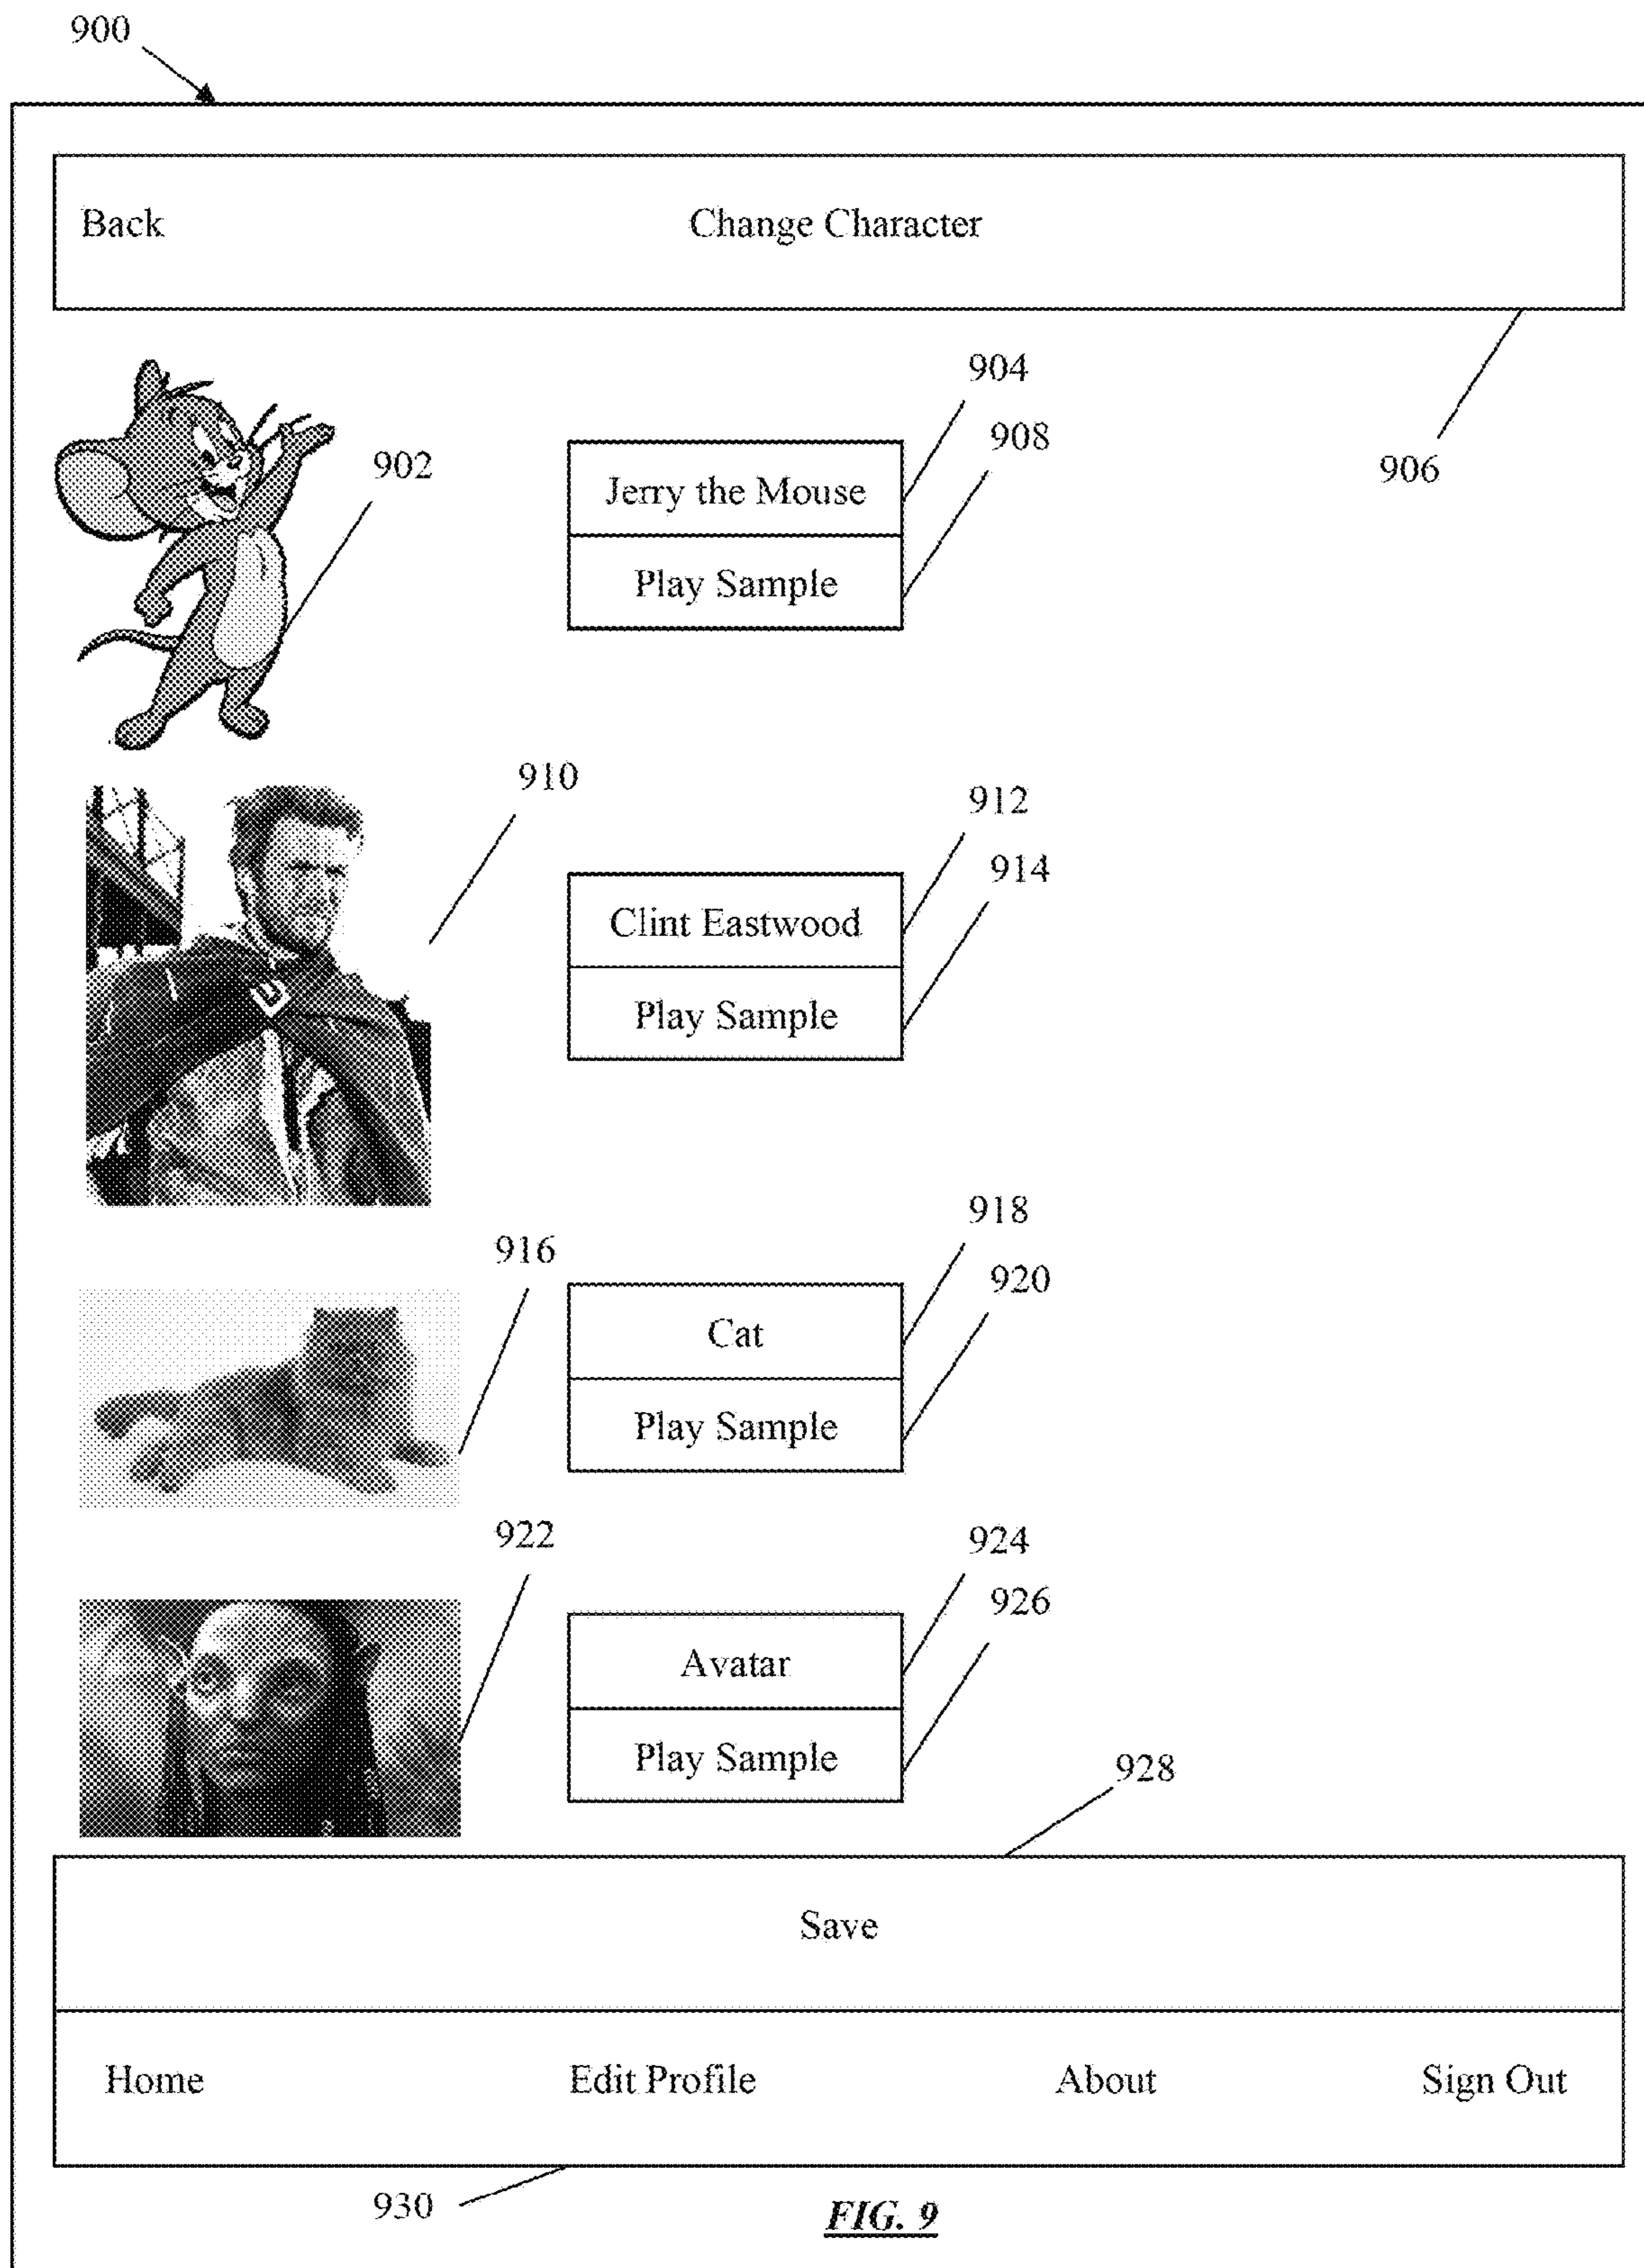 900
Back Change Character
904
908
902
906
Jerry the Mouse
Play Sample
910
912
914
Clint Eastwood
Play Sample
918
916
920
Cat
Play Sample
922
924
926
Avatar
Play Sample
928
Save
Home Edit Profile About Sign Out
930
FIG. 9